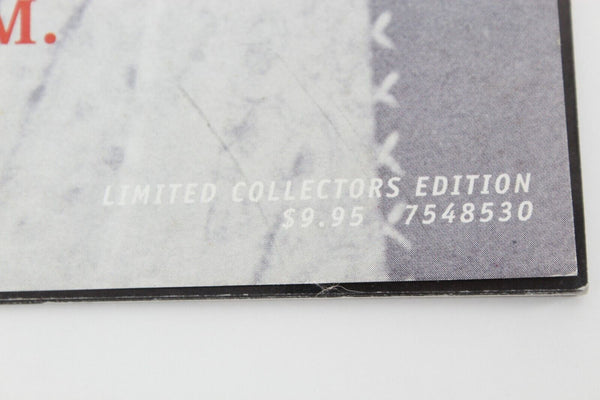 M.
LIMITED COLLECTORS EDITION
$9.95 7548530